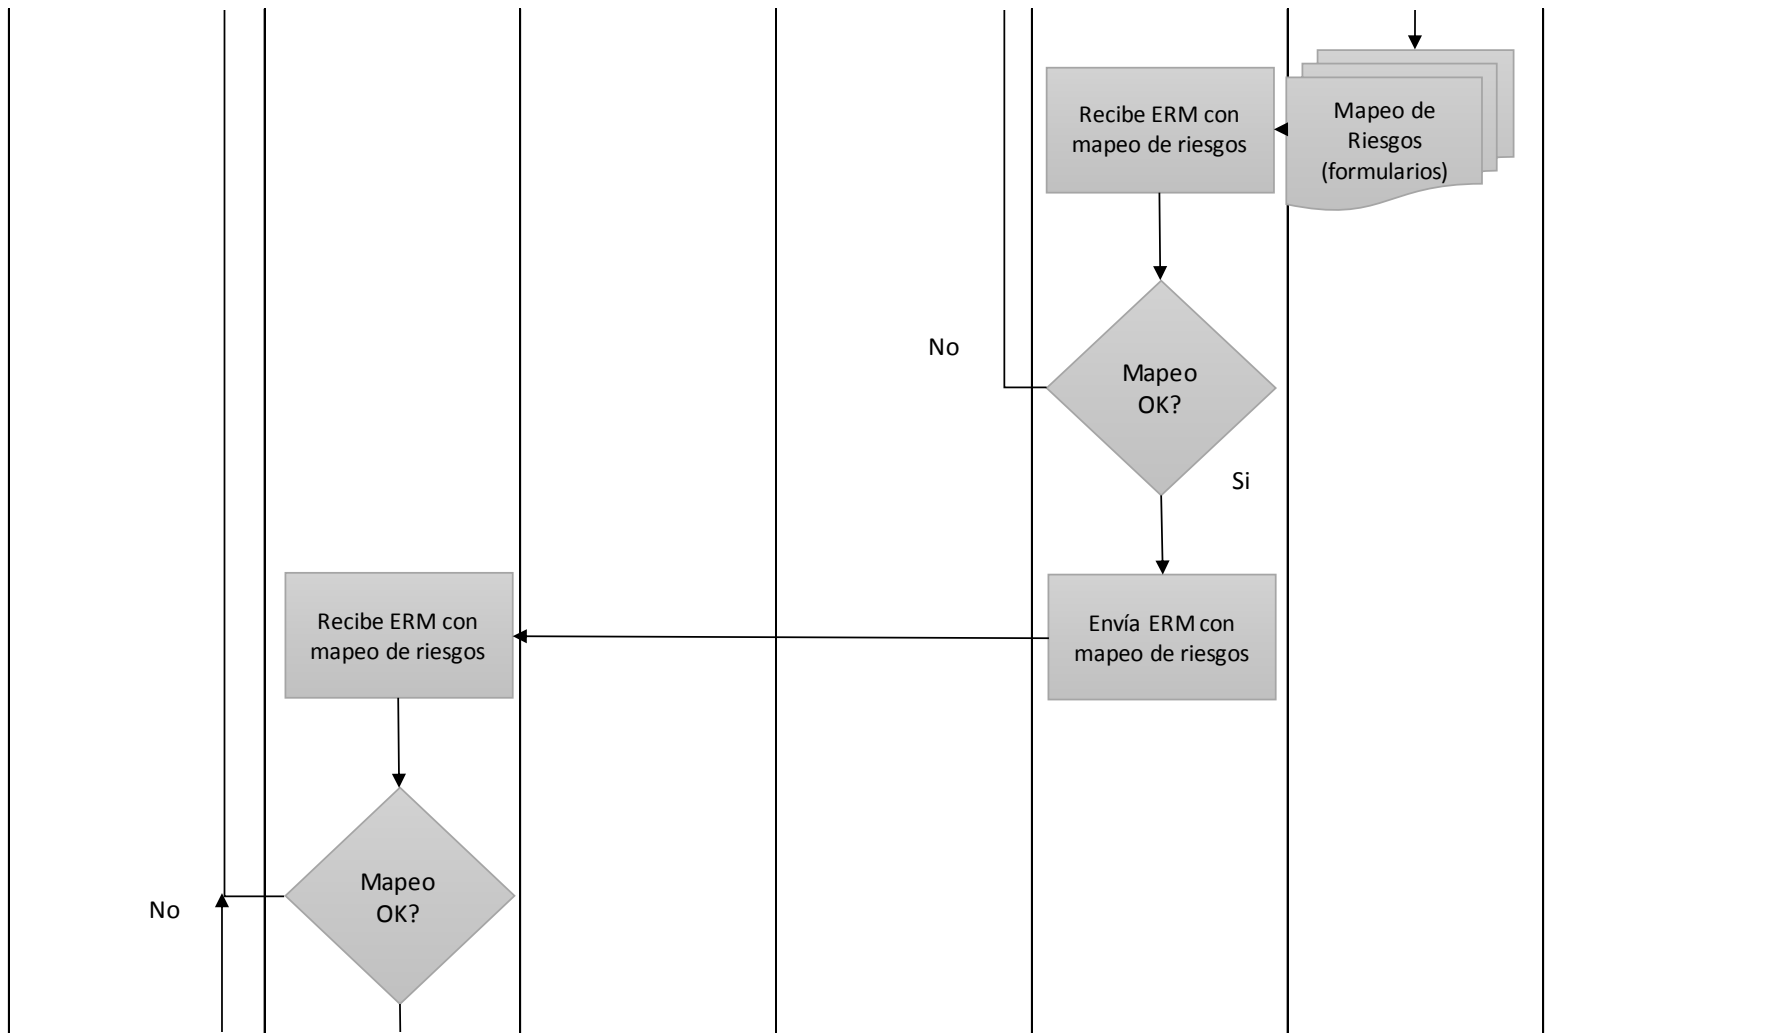 Recibe ERM con
mapeo de riesgos
Mapeo de
Riesgos
(formularios)
No
Mapeo
OK?
Si
Recibe ERM con
mapeo de riesgos
Envía ERM con
mapeo de riesgos
Mapeo
OK?
No